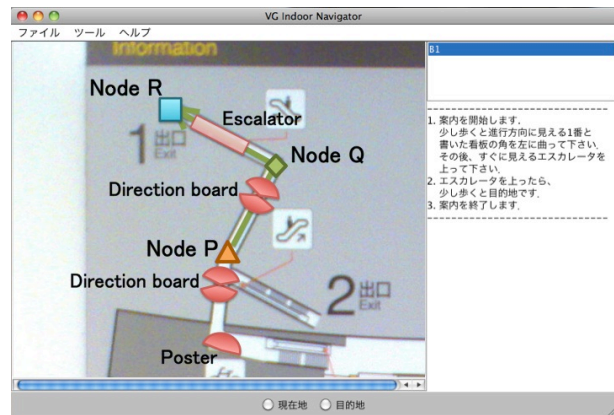 VG Indoor Navigator
ファイル ツール ヘルプ
Information
Node R
Escalator
1 出口
Exit
Node Q
Direction board
Node P
Direction board
2 出口
Exit
Poster
B1
1. 案内を開始します.
少し歩くと進行方向に見える1番と
書いた看板の角を左に曲って下さい.
その後、すぐに見えるエスカレータを
上って下さい.
2. エスカレータを上ったら、
少し歩くと目的地です.
3. 案内を終了します.
現在地 目的地